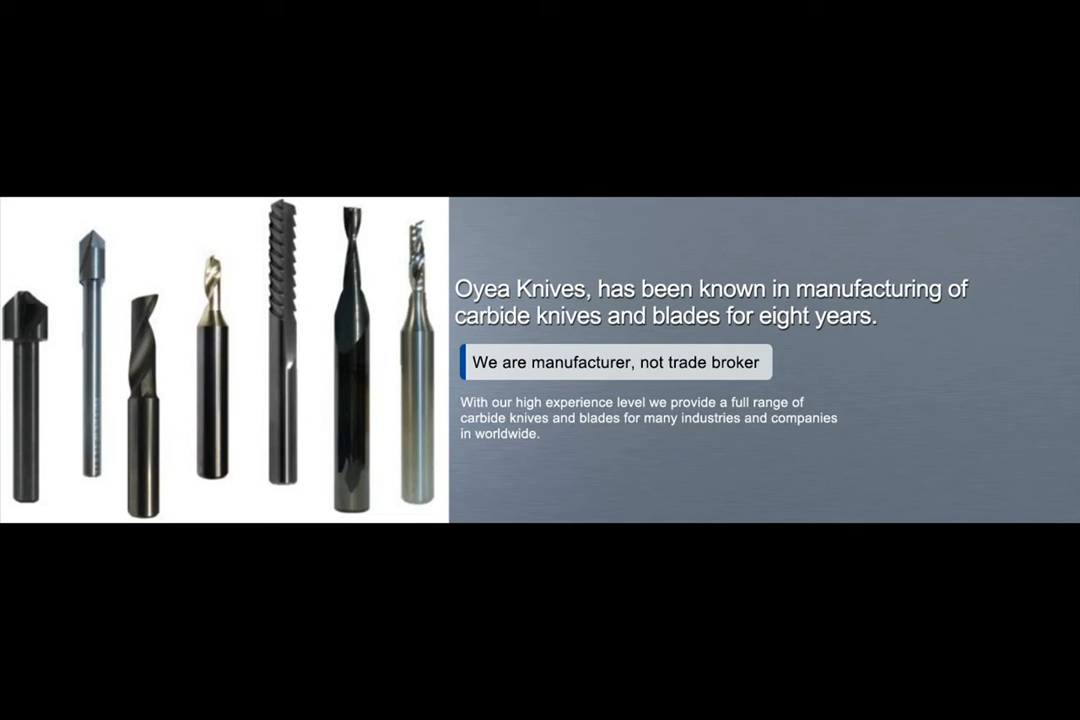 Oyea Knives, has been known in manufacturing of
carbide knives and blades for eight years.
We are manufacturer, not trade broker
With our high experience level we provide a full range of
carbide knives and blades for many industries and companies
in worldwide.